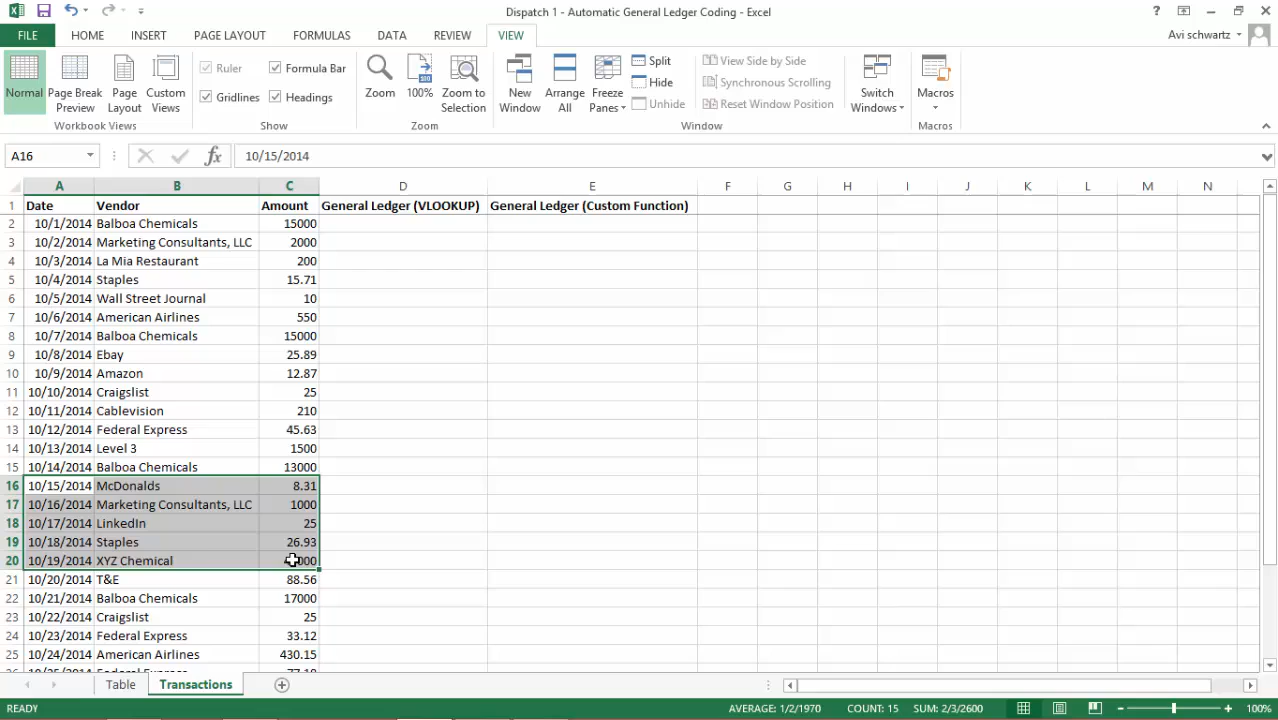 Dispatch 1 - Automatic General Ledger Coding - Excel
FILE HOME INSERT PAGE LAYOUT FORMULAS DATA REVIEW VIEW Avi schwartz
Normal Page Break Preview Page Layout Custom Views
Workbook Views
Ruler Formula Bar
Gridlines Headings
Show
Zoom 100% Zoom to Selection
Zoom
New Window Arrange All Freeze Panes
Split
Hide
Unhide
View Side by Side
Synchronous Scrolling
Reset Window Position
Switch Windows
Window
Macros
Macros
A16 fx 10/15/2014
A B C D E F G H I J K L M N
1 Date Vendor Amount General Ledger (VLOOKUP) General Ledger (Custom Function)
2 10/1/2014 Balboa Chemicals 15000
3 10/2/2014 Marketing Consultants, LLC 2000
4 10/3/2014 La Mia Restaurant 200
5 10/4/2014 Staples 15.71
6 10/5/2014 Wall Street Journal 10
7 10/6/2014 American Airlines 550
8 10/7/2014 Balboa Chemicals 15000
9 10/8/2014 Ebay 25.89
10 10/9/2014 Amazon 12.87
11 10/10/2014 Craigslist 25
12 10/11/2014 Cablevision 210
13 10/12/2014 Federal Express 45.63
14 10/13/2014 Level 3 1500
15 10/14/2014 Balboa Chemicals 13000
16 10/15/2014 McDonalds 8.31
17 10/16/2014 Marketing Consultants, LLC 1000
18 10/17/2014 LinkedIn 25
19 10/18/2014 Staples 26.93
20 10/19/2014 XYZ Chemical
21 10/20/2014 T&E 88.56
22 10/21/2014 Balboa Chemicals 17000
23 10/22/2014 Craigslist 25
24 10/23/2014 Federal Express 33.12
25 10/24/2014 American Airlines 430.15
Table Transactions
READY AVERAGE: 1/2/1970 COUNT: 15 SUM: 2/3/2600 100%